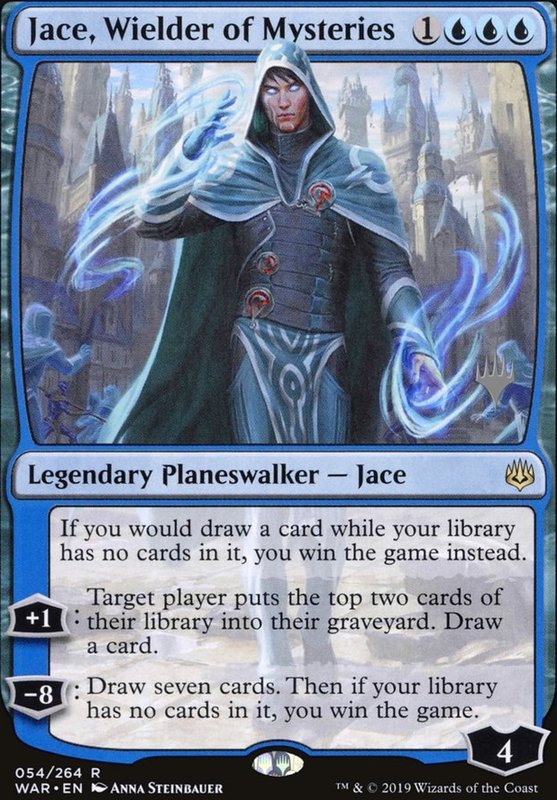 Jace, Wielder of Mysteries 1
Legendary Planeswalker — Jace
If you would draw a card while your library
has no cards in it, you win the game instead.
+1: Target player puts the top two cards of
their library into their graveyard. Draw
a card.
−8: Draw seven cards. Then if your library
has no cards in it, you win the game.
4
054/264 R
WAR • EN Anna Steinbauer
™ & © 2019 Wizards of the Coast